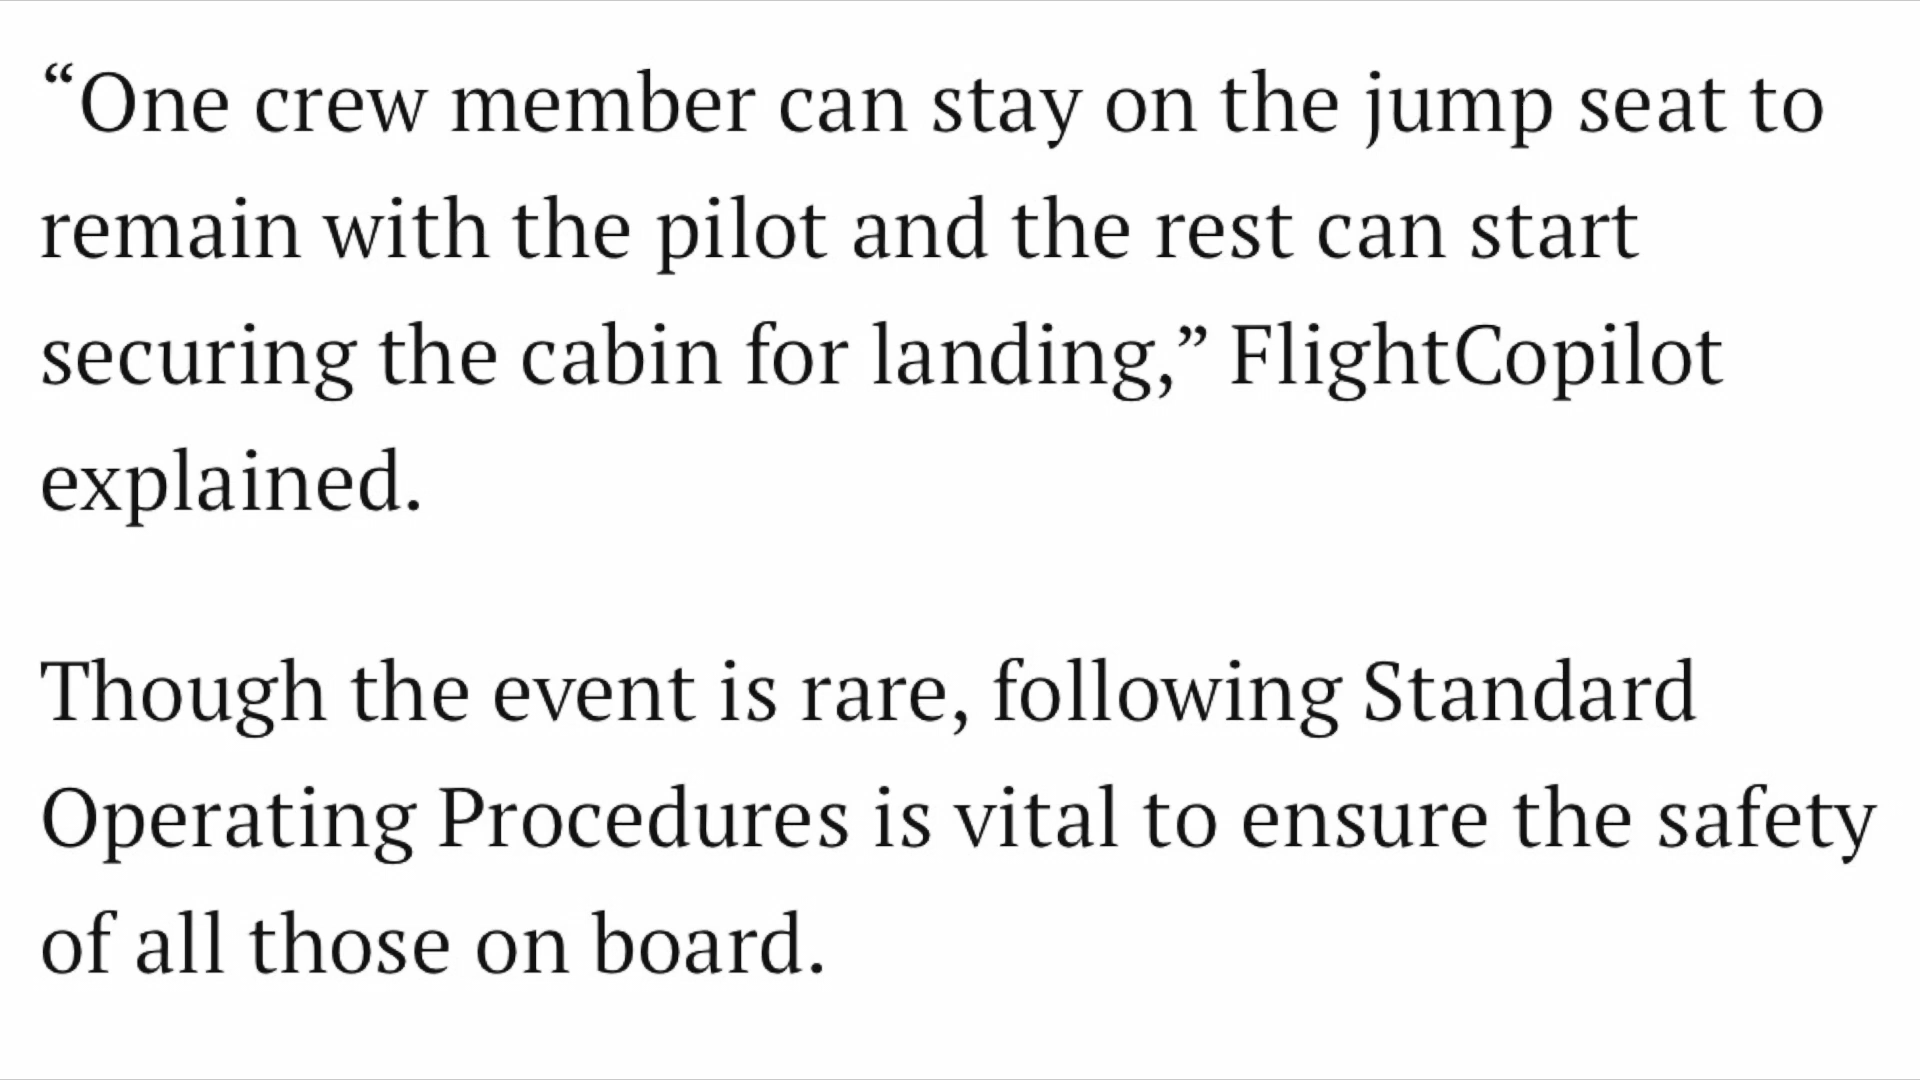 “One crew member can stay on the jump seat to
remain with the pilot and the rest can start
securing the cabin for landing,” FlightCopilot
explained.
Though the event is rare, following Standard
Operating Procedures is vital to ensure the safety
of all those on board.